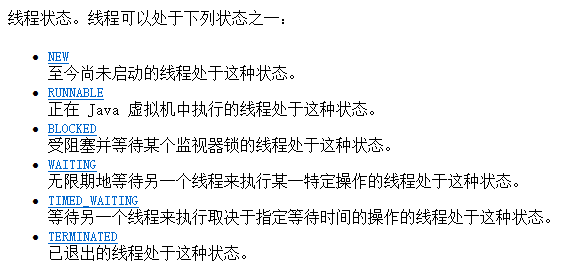 线程状态。线程可以处于下列状态之一：
NEW
至今尚未启动的线程处于这种状态。
RUNNABLE
正在 Java 虚拟机中执行的线程处于这种状态。
BLOCKED
受阻塞并等待某个监视器锁的线程处于这种状态。
WAITING
无限期地等待另一个线程来执行某一特定操作的线程处于这种状态。
TIMED_WAITING
等待另一个线程来执行取决于指定等待时间的操作的线程处于这种状态。
TERMINATED
已退出的线程处于这种状态。